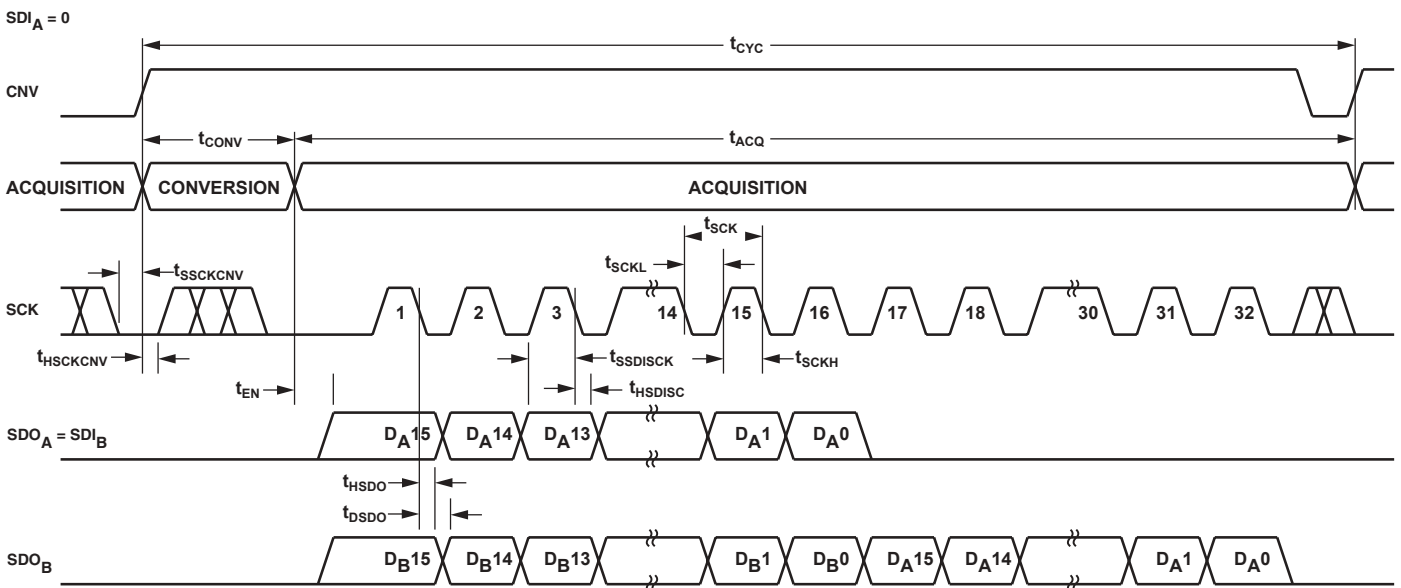 SDIA = 0
tCYC
CNV
tCONV
tACQ
ACQUISITION
CONVERSION
ACQUISITION
tSCK
tSSCKCNV
tSCKL
SCK
1
2
3
14
15
16
17
18
30
31
32
tHSCKCNV
tSSDISCK
tSCKH
tEN
tHSDISC
SDOA = SDIB
DA15
DA14
DA13
DA1
DA0
tHSDO
tDSDO
SDOB
DB15
DB14
DB13
DB1
DB0
DA15
DA14
DA1
DA0